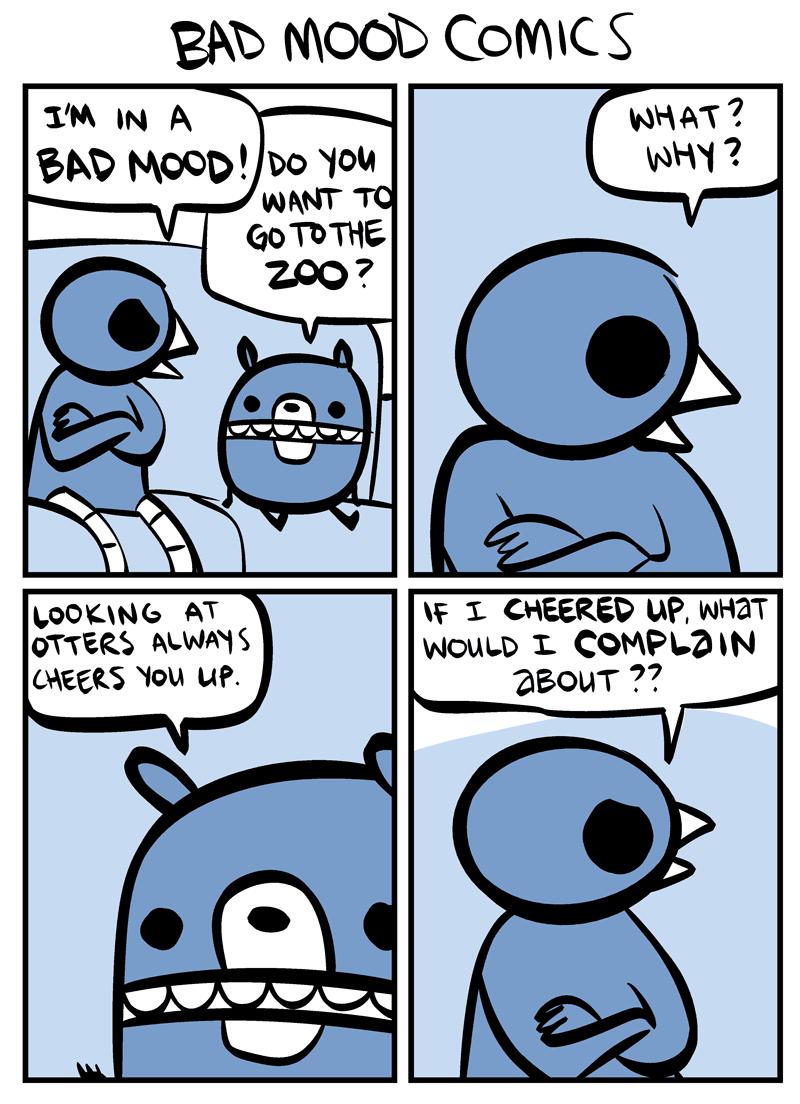 BAD MOOD COMICS
I'M IN A
BAD MOOD!
DO YOU
WANT TO
GO TO THE
ZOO?
WHAT?
WHY?
LOOKING AT
OTTERS ALWAYS
CHEERS YOU UP.
IF I CHEERED UP, WHAT
WOULD I COMPLAIN
ABOUT??